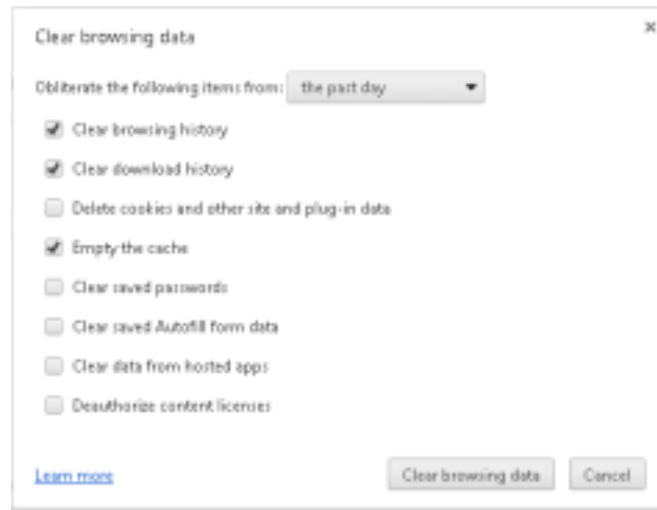 Clear browsing data
Obliterate the following items from: the past day
Clear browsing history
Clear download history
Delete cookies and other site and plug-in data
Empty the cache
Clear saved passwords
Clear saved Autofill form data
Clear data from hosted apps
Deauthorize content licenses
Learn more Clear browsing data Cancel